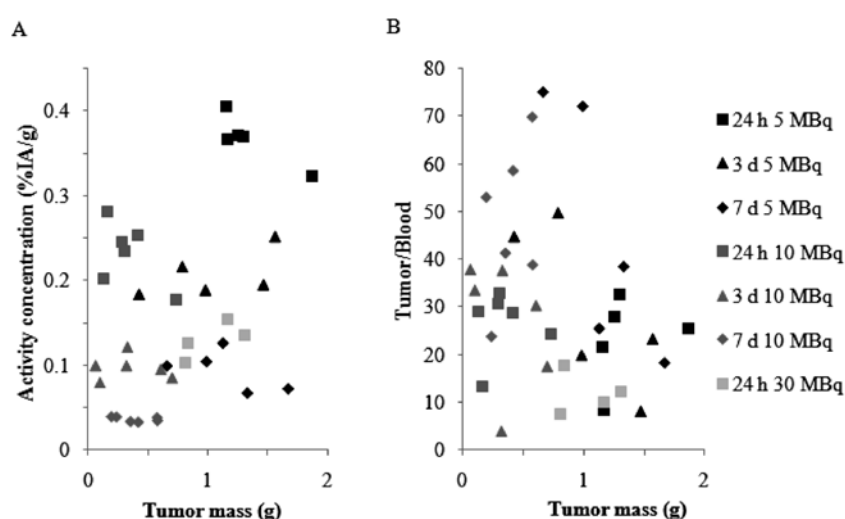 A
B
Activity concentration (%IA/g)
0.4
0.3
0.2
0.1
0
0
1
2
Tumor mass (g)
Tumor/Blood
80
70
60
50
40
30
20
10
0
0
1
2
Tumor mass (g)
24 h 5 MBq
3 d 5 MBq
7 d 5 MBq
24 h 10 MBq
3 d 10 MBq
7 d 10 MBq
24 h 30 MBq